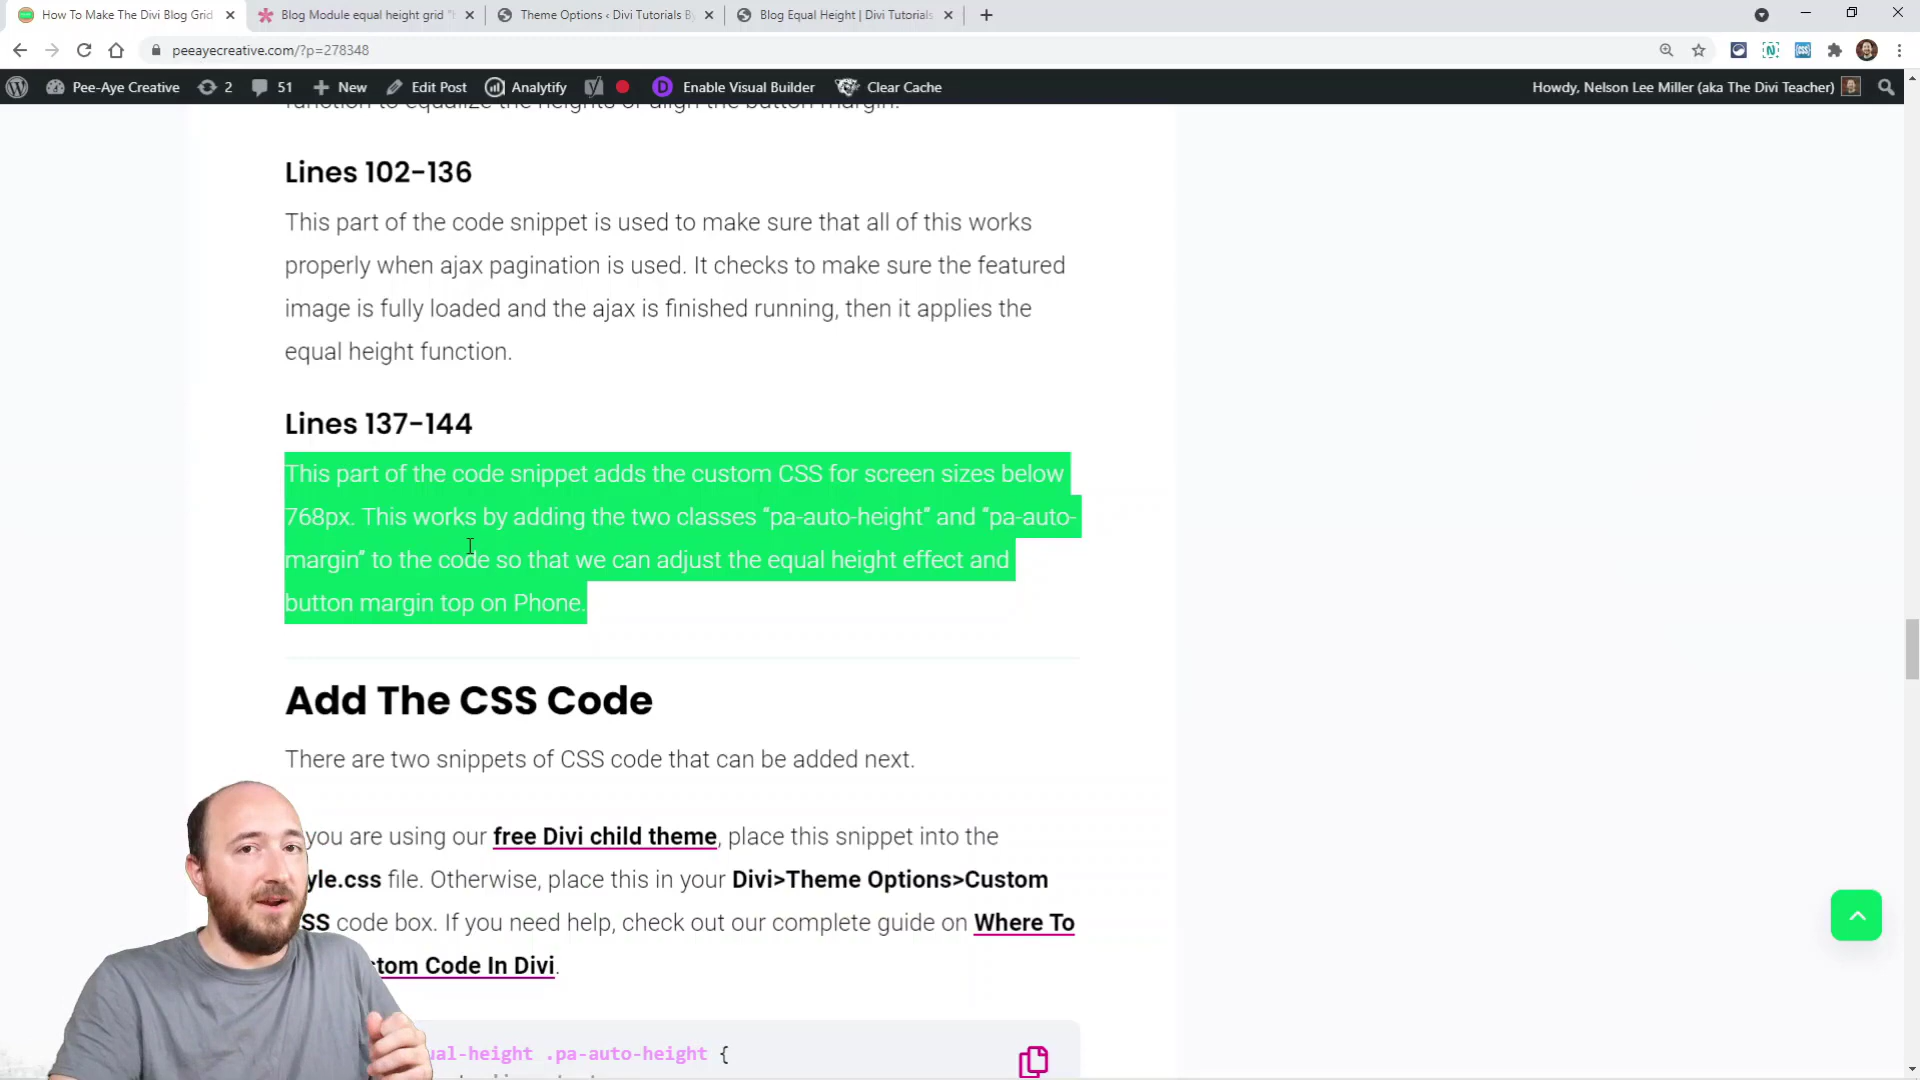 How To Make The Divi Blog Grid
Blog Module equal height grid "b
Theme Options ‹ Divi Tutorials By
Blog Equal Height | Divi Tutorials
peeayecreative.com/?p=278348
Pee-Aye Creative
2
51
New
Edit Post
Analytify
Enable Visual Builder
Clear Cache
Howdy, Nelson Lee Miller (aka The Divi Teacher)
function to equalize the heights or align the button margin.
Lines 102-136
This part of the code snippet is used to make sure that all of this works
properly when ajax pagination is used. It checks to make sure the featured
image is fully loaded and the ajax is finished running, then it applies the
equal height function.
Lines 137-144
This part of the code snippet adds the custom CSS for screen sizes below
768px. This works by adding the two classes “pa-auto-height” and “pa-auto-
margin” to the code so that we can adjust the equal height effect and
button margin top on Phone.
Add The CSS Code
There are two snippets of CSS code that can be added next.
you are using our free Divi child theme, place this snippet into the
yle.css file. Otherwise, place this in your Divi>Theme Options>Custom
SS code box. If you need help, check out our complete guide on Where To
tom Code In Divi.
ual-height .pa-auto-height {